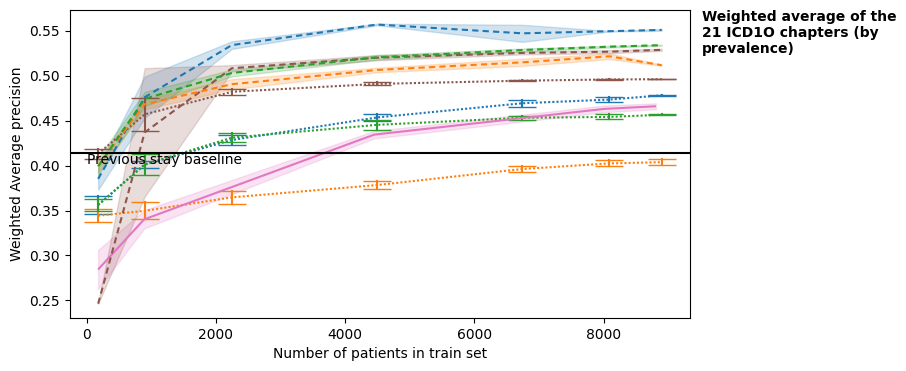 Weighted average of the
21 ICD1O chapters (by
prevalence)
0.55
0.50
0.45
0.40
0.35
0.30
0.25
Weighted Average precision
Previous stay baseline
0
2000
4000
6000
8000
Number of patients in train set